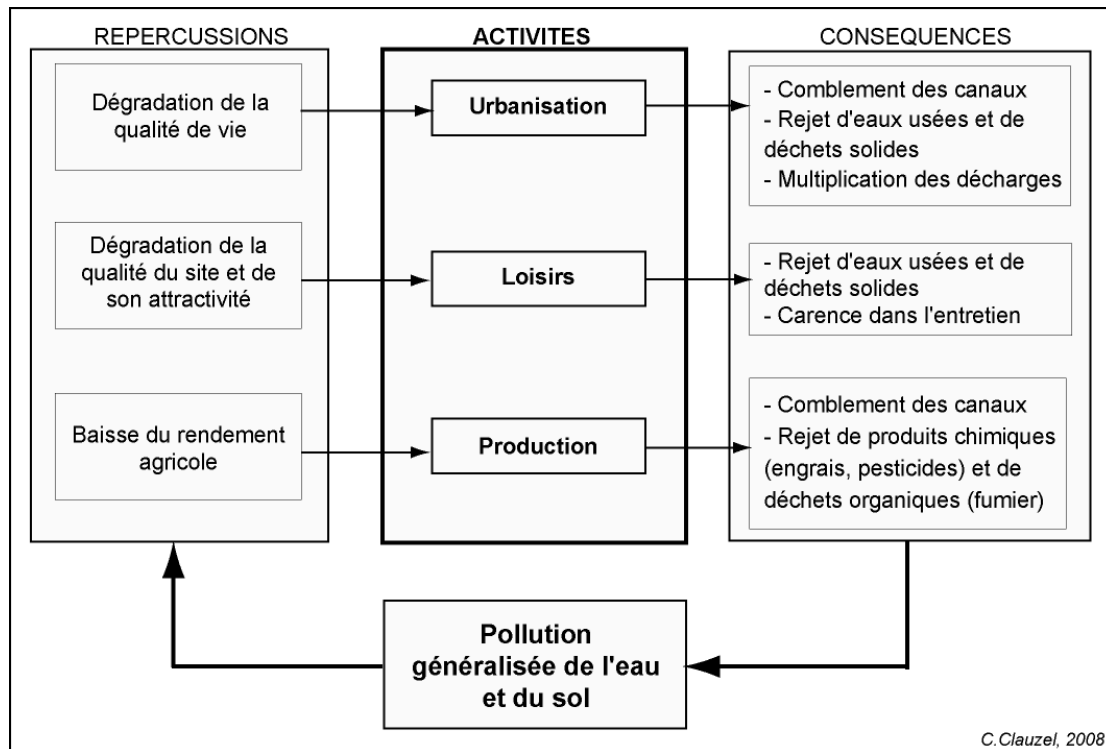 REPERCUSSIONS
Dégradation de la
qualité de vie
Dégradation de la
qualité du site et de
son attractivité
Baisse du rendement
agricole
ACTIVITES
Urbanisation
Loisirs
Production
CONSEQUENCES
- Comblement des canaux
- Rejet d'eaux usées et de
déchets solides
- Multiplication des décharges
- Rejet d'eaux usées et de
déchets solides
- Carence dans l'entretien
- Comblement des canaux
- Rejet de produits chimiques
(engrais, pesticides) et de
déchets organiques (fumier)
Pollution
généralisée de l'eau
et du sol
C.Clauzel, 2008